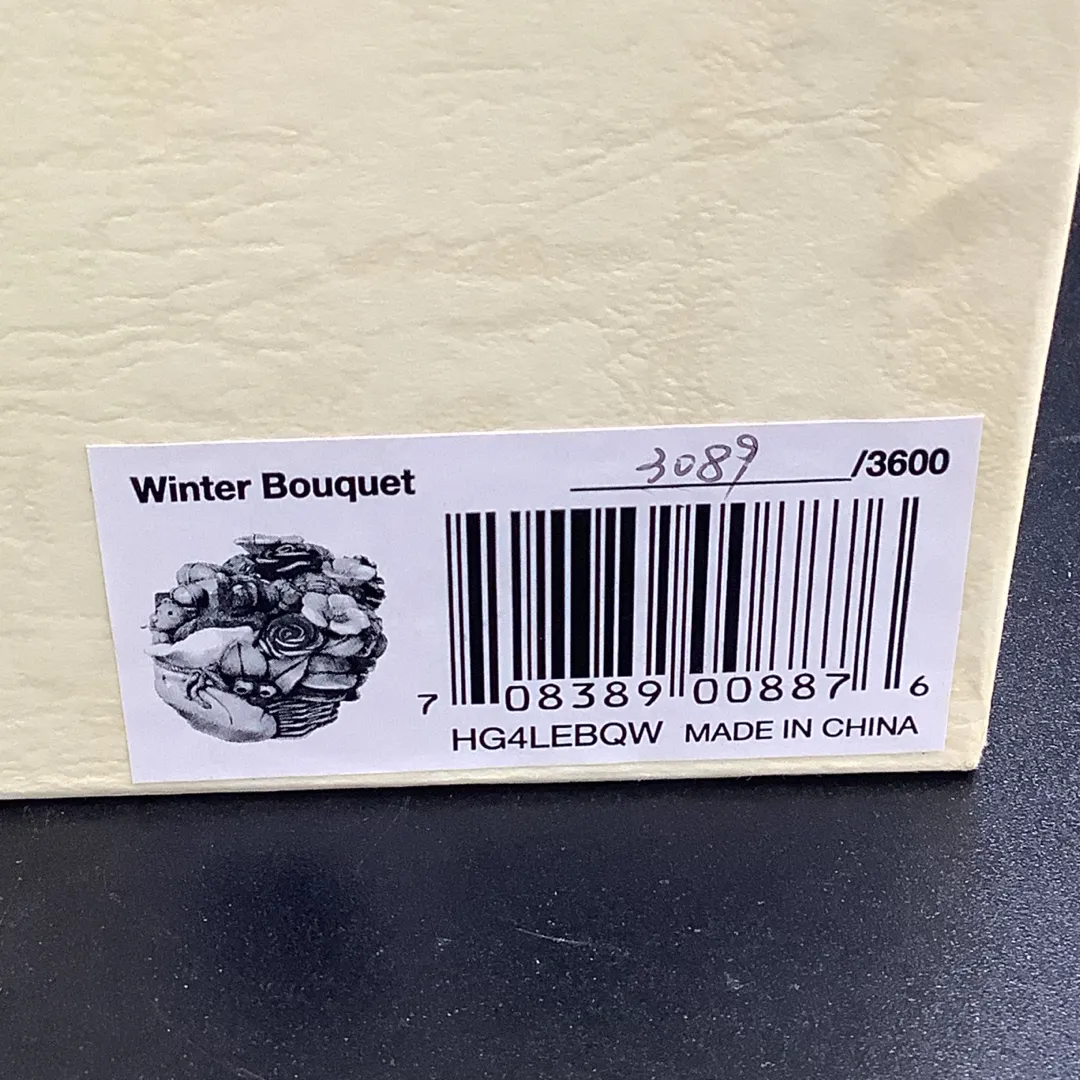 Winter Bouquet
3089 /3600
7 08389 00887 6
HG4LEBQW MADE IN CHINA